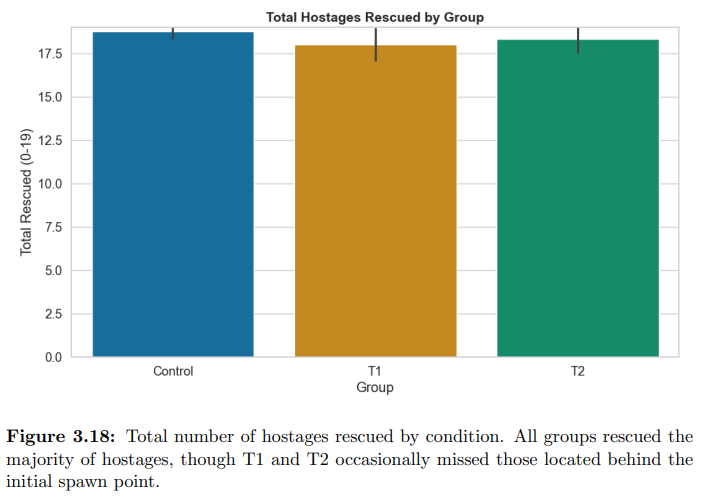 Total Hostages Rescued by Group
Total Rescued (0-19)
17.5
15.0
12.5
10.0
7.5
5.0
2.5
0.0
Control T1 T2
Group
Figure 3.18: Total number of hostages rescued by condition. All groups rescued the
majority of hostages, though T1 and T2 occasionally missed those located behind the
initial spawn point.